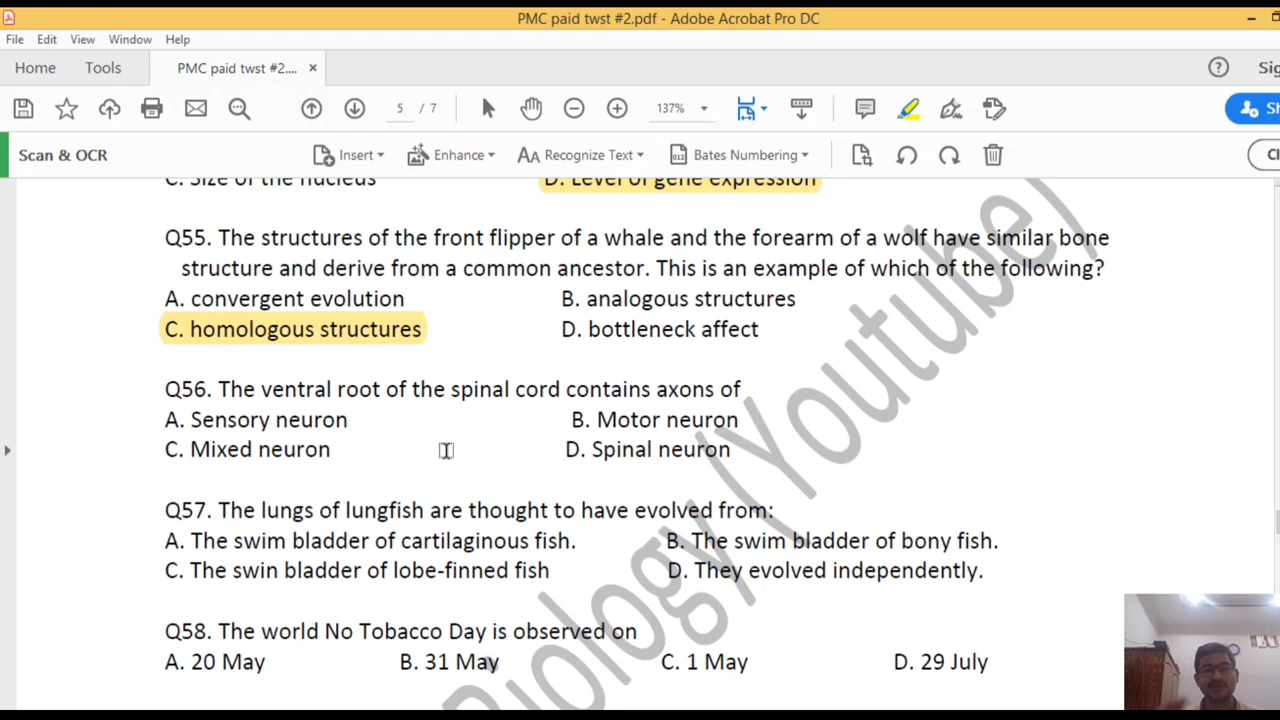 PMC paid twst #2.pdf - Adobe Acrobat Pro DC
File Edit View Window Help
Home Tools PMC paid twst #2.... ×
5 / 7 137%
Scan & OCR Insert Enhance Recognize Text Bates Numbering
C. Size of the nucleus D. Level of gene expression
Q55. The structures of the front flipper of a whale and the forearm of a wolf have similar bone
structure and derive from a common ancestor. This is an example of which of the following?
A. convergent evolution B. analogous structures
C. homologous structures D. bottleneck affect
Q56. The ventral root of the spinal cord contains axons of
A. Sensory neuron B. Motor neuron
C. Mixed neuron D. Spinal neuron
Q57. The lungs of lungfish are thought to have evolved from:
A. The swim bladder of cartilaginous fish. B. The swim bladder of bony fish.
C. The swin bladder of lobe-finned fish D. They evolved independently.
Q58. The world No Tobacco Day is observed on
A. 20 May B. 31 May C. 1 May D. 29 July
Biology (Youtube)